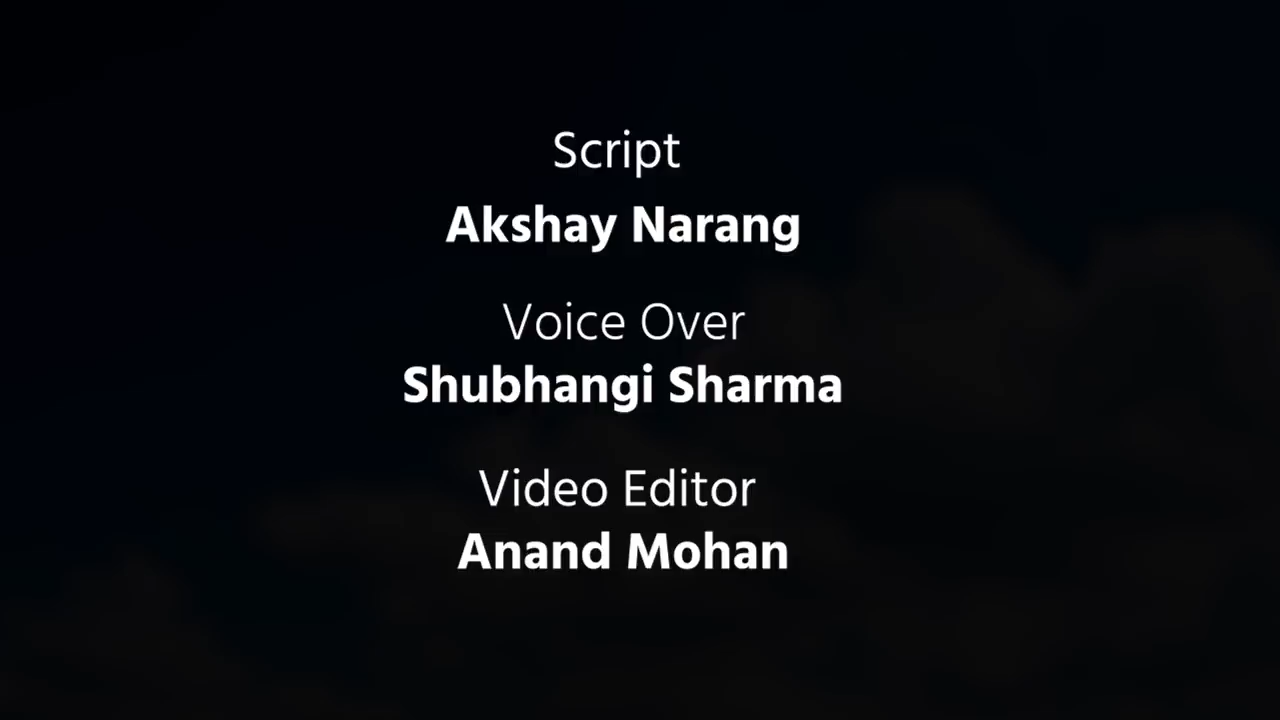 Script
Akshay Narang
Voice Over
Shubhangi Sharma
Video Editor
Anand Mohan